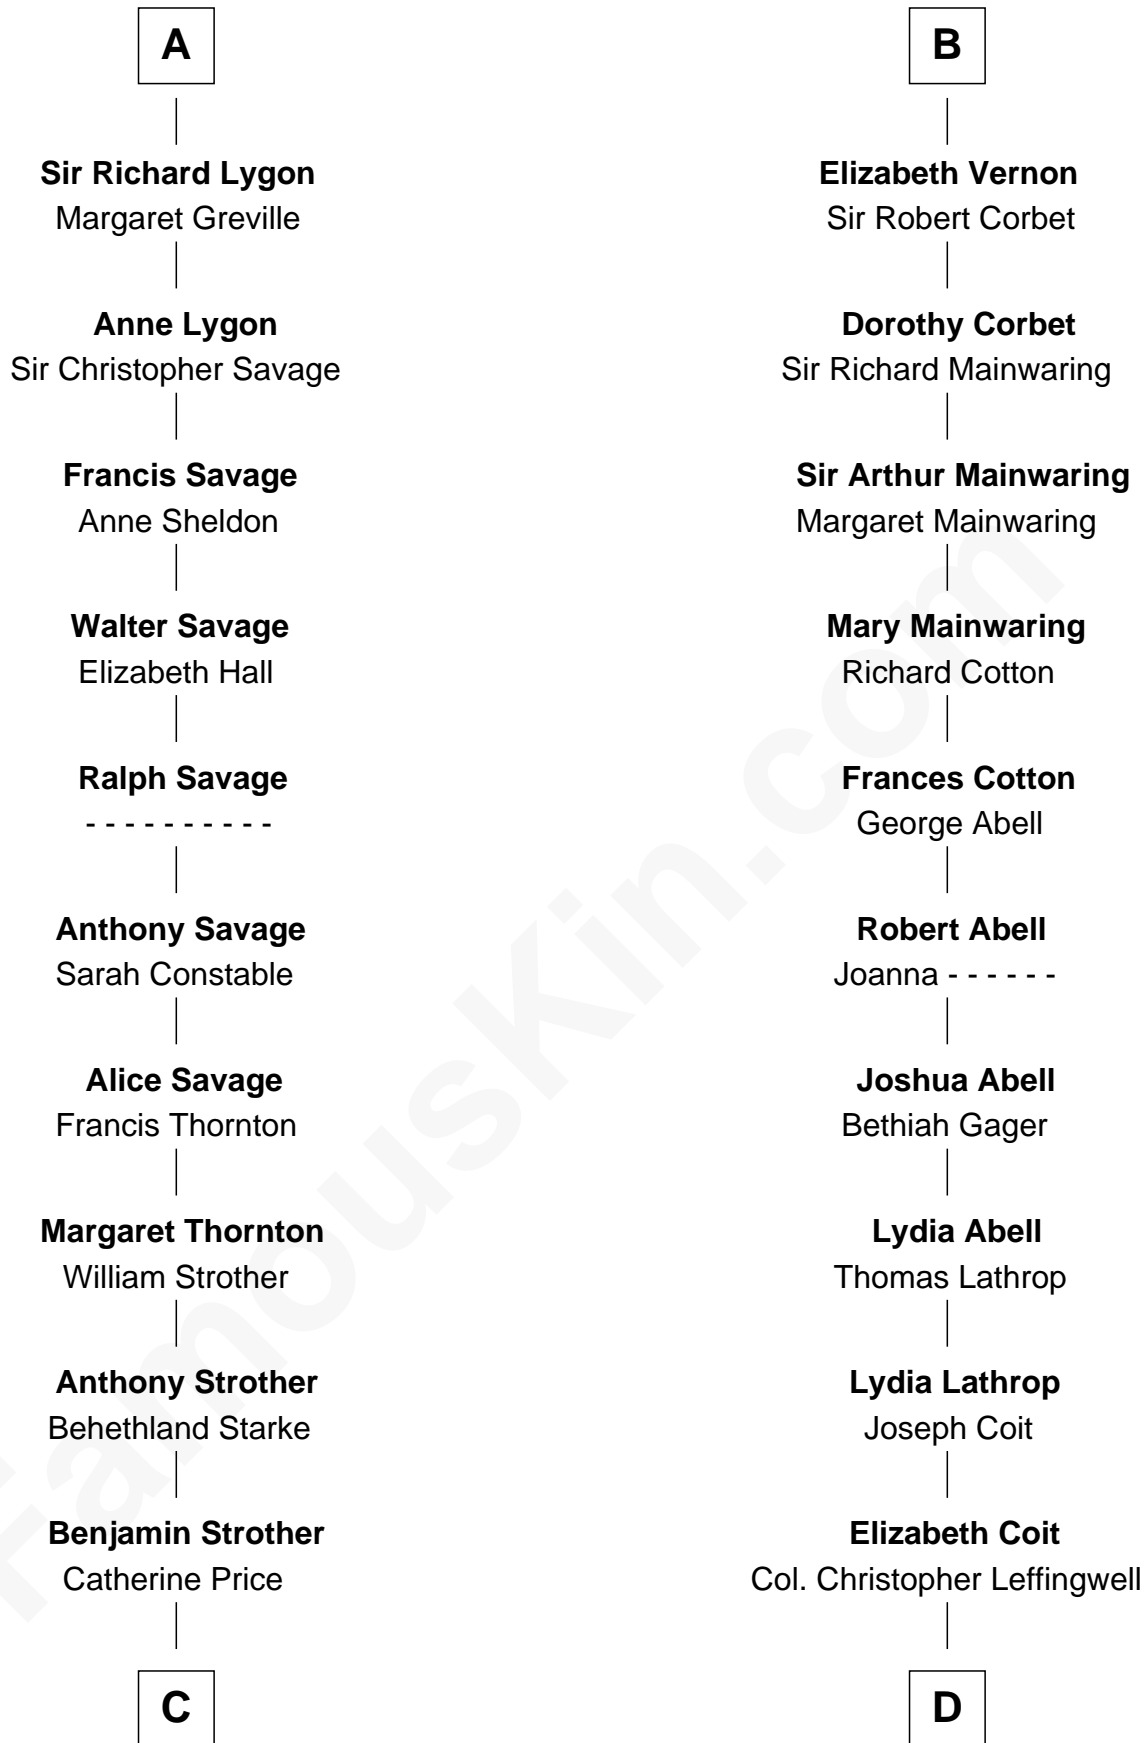 A
Sir Richard Lygon
Margaret Greville
Anne Lygon
Sir Christopher Savage
Francis Savage
Anne Sheldon
Walter Savage
Elizabeth Hall
Ralph Savage
- - - - - - - - - -
Anthony Savage
Sarah Constable
Alice Savage
Francis Thornton
Margaret Thornton
William Strother
Anthony Strother
Behethland Starke
Benjamin Strother
Catherine Price
C
B
Elizabeth Vernon
Sir Robert Corbet
Dorothy Corbet
Sir Richard Mainwaring
Sir Arthur Mainwaring
Margaret Mainwaring
Mary Mainwaring
Richard Cotton
Frances Cotton
George Abell
Robert Abell
Joanna - - - - - -
Joshua Abell
Bethiah Gager
Lydia Abell
Thomas Lathrop
Lydia Lathrop
Joseph Coit
Elizabeth Coit
Col. Christopher Leffingwell
D
FamousKin.com